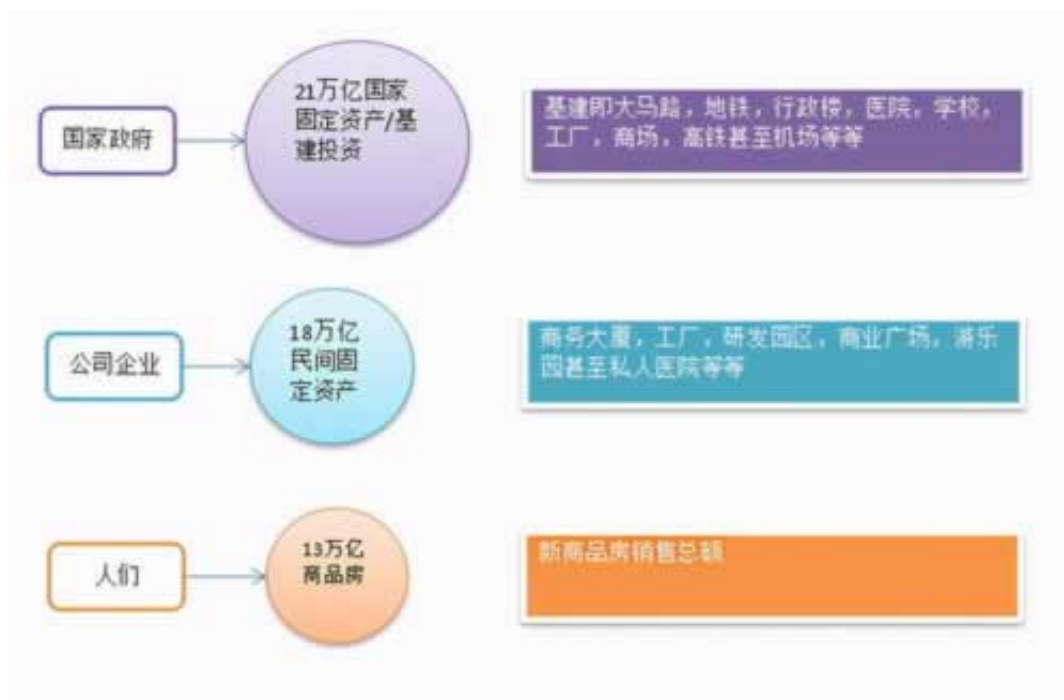 国家政府
21万亿国家
固定资产/基
建投资
基建即大马路，地铁，行政楼，医院，学校，
工厂，商场，高铁甚至机场等等
公司企业
18万亿
民间固
定资产
商务大厦，工厂，研发园区，商业广场，游乐
园甚至私人医院等等
人们
13万亿
商品房
新商品房销售总额